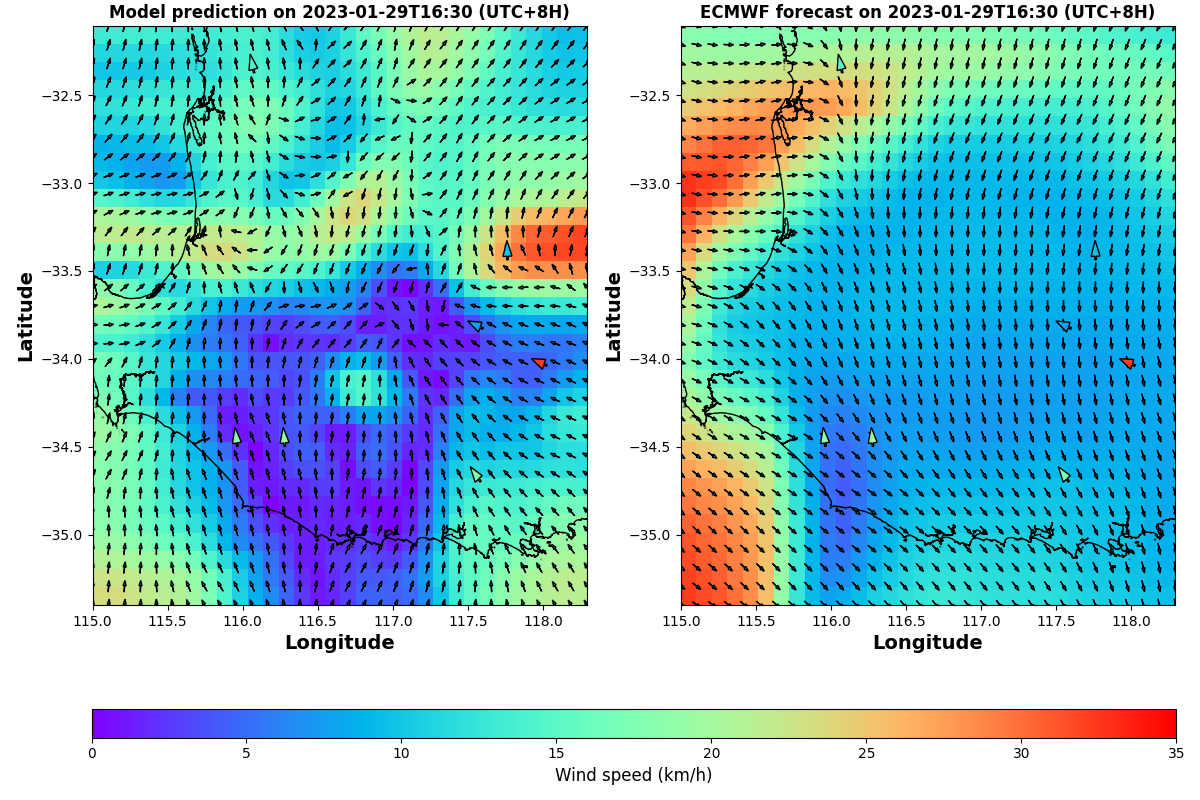 Model prediction on 2023-01-29T16:30 (UTC+8H)
ECMWF forecast on 2023-01-29T16:30 (UTC+8H)
Latitude
−32.5
−33.0
−33.5
−34.0
−34.5
−35.0
115.0 115.5 116.0 116.5 117.0 117.5 118.0
Longitude
Latitude
−32.5
−33.0
−33.5
−34.0
−34.5
−35.0
115.0 115.5 116.0 116.5 117.0 117.5 118.0
Longitude
0 5 10 15 20 25 30 35
Wind speed (km/h)